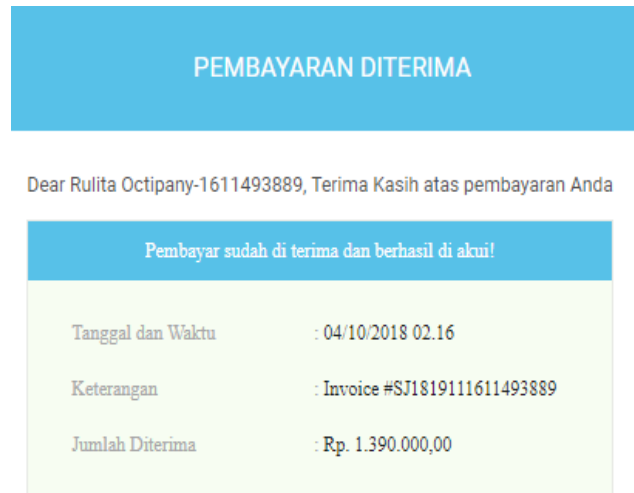 PEMBAYARAN DITERIMA
Dear Rulita Octipany-1611493889, Terima Kasih atas pembayaran Anda
Pembayar sudah di terima dan berhasil di akui!
Tanggal dan Waktu : 04/10/2018 02.16
Keterangan : Invoice #SJ1819111611493889
Jumlah Diterima : Rp. 1.390.000,00